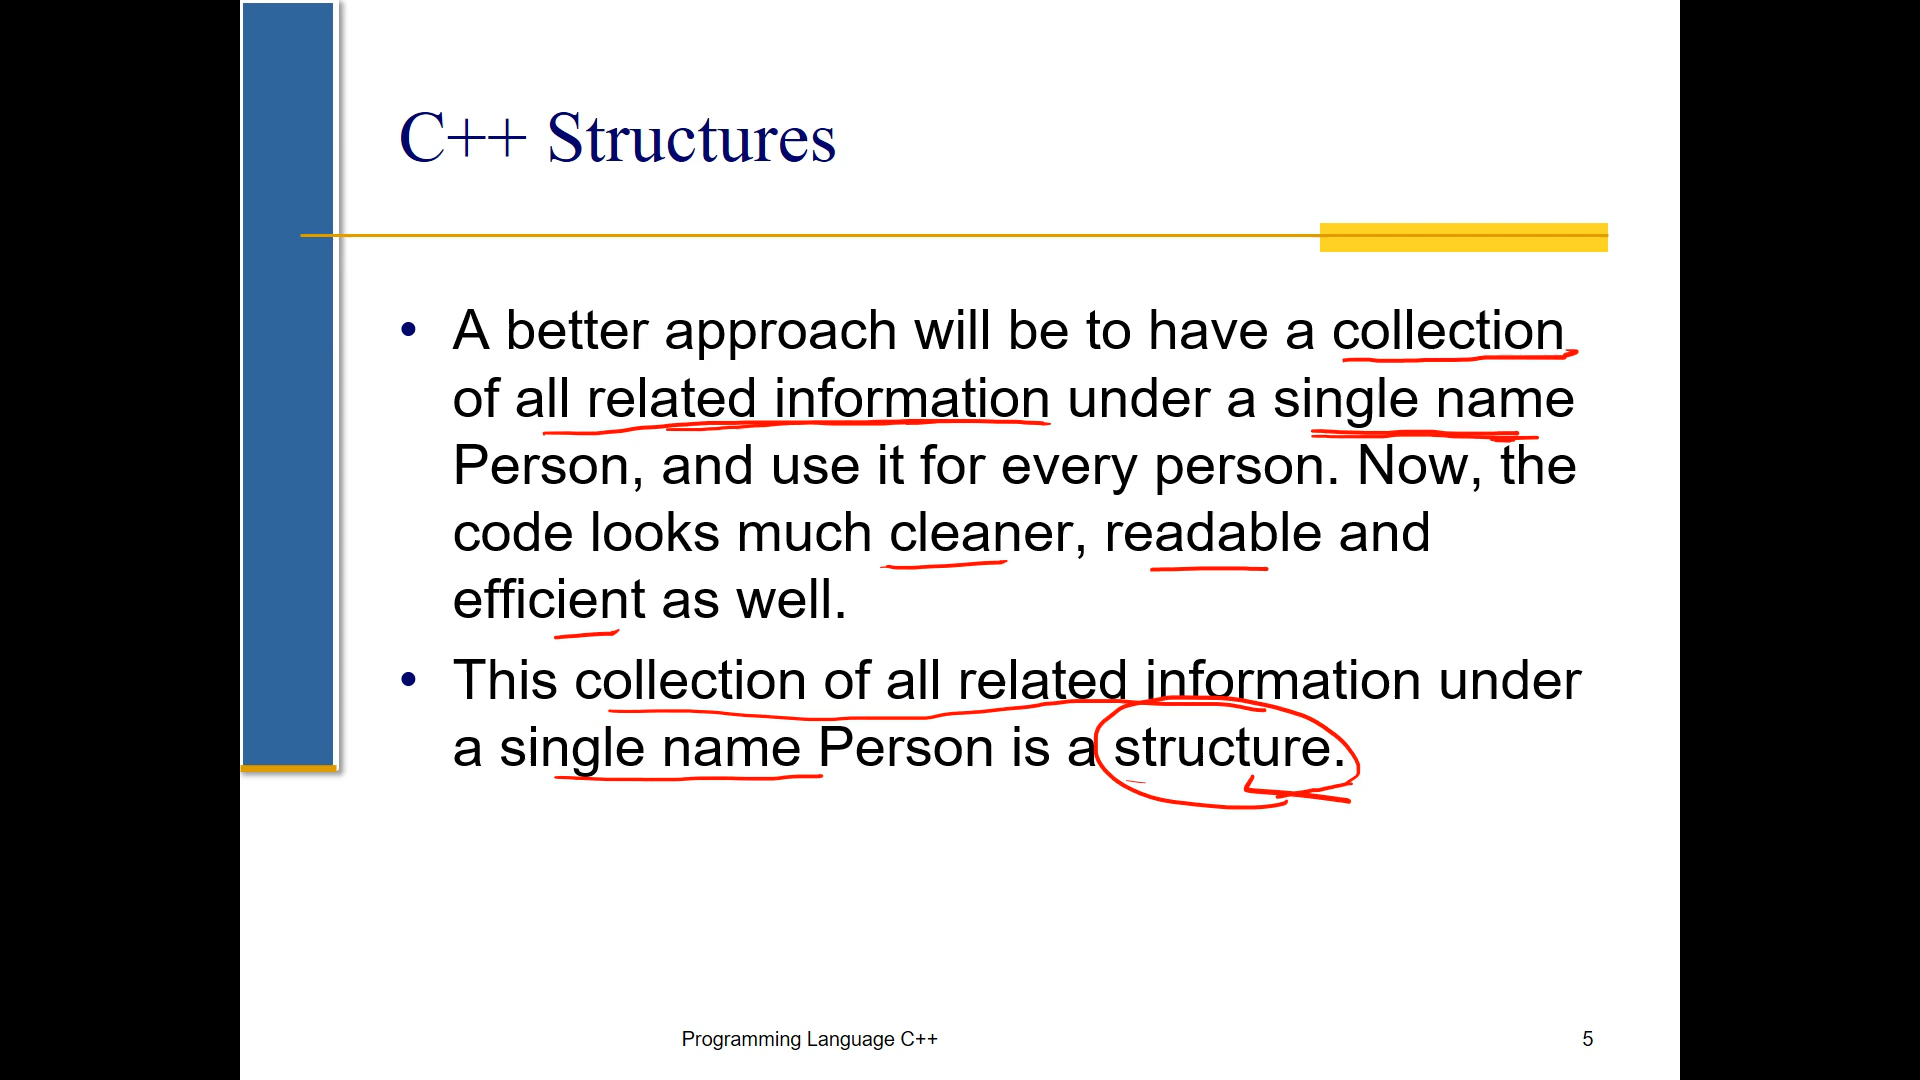 C++ Structures
• A better approach will be to have a collection
of all related information under a single name
Person, and use it for every person. Now, the
code looks much cleaner, readable and
efficient as well.
• This collection of all related information under
a single name Person is a structure.
Programming Language C++
5